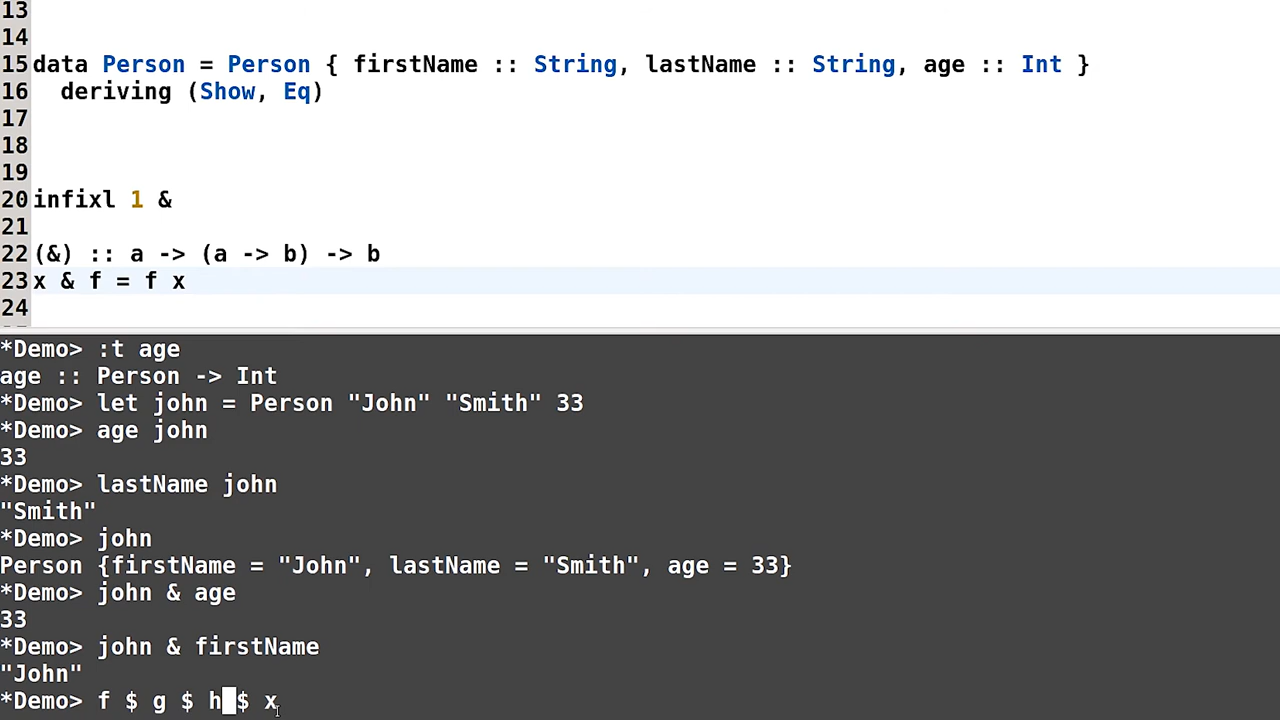 13
14
15 data Person = Person { firstName :: String, lastName :: String, age :: Int }
16   deriving (Show, Eq)
17
18
19
20 infixl 1 &
21
22 (&) :: a -> (a -> b) -> b
23 x & f = f x
24
*Demo> :t age
age :: Person -> Int
*Demo> let john = Person "John" "Smith" 33
*Demo> age john
33
*Demo> lastName john
"Smith"
*Demo> john
Person {firstName = "John", lastName = "Smith", age = 33}
*Demo> john & age
33
*Demo> john & firstName
"John"
*Demo> f $ g $ h $ x